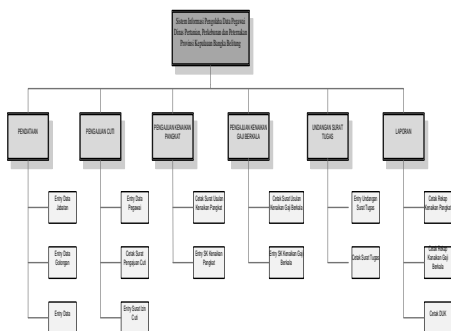 Sistem Informasi Pengolaha Data Pegawai
Dinas Pertanian, Perkebunan dan Peternakan
Provinsi Kepulauan Bangka Belitung
PENDATAAN
PENGAJUAN CUTI
PENGAJUAN KENAIKAN
PANGKAT
PENGAJUAN KENAIKAN
GAJI BERKALA
UNDANGAN SURAT
TUGAS
LAPORAN
Entry Data
Jabatan
Entry Data
Pegawai
Cetak Surat Usulan
Kenaikan Pangkat
Cetak Surat Usulan
Kenaikan Gaji Berkala
Entry Undangan
Surat Tugas
Cetak Rekap
Kenaikan Pangkat
Entry Data
Golongan
Cetak Surat
Pengajuan Cuti
Entry SK Kenaikan
Pangkat
Entry SK Kenaikan Gaji
Berkala
Cetak Surat Tugas
Cetak Rekap
Kenaikan Gaji
Berkala
Entry Data
Entry Surat Izin
Cuti
Cetak DUK